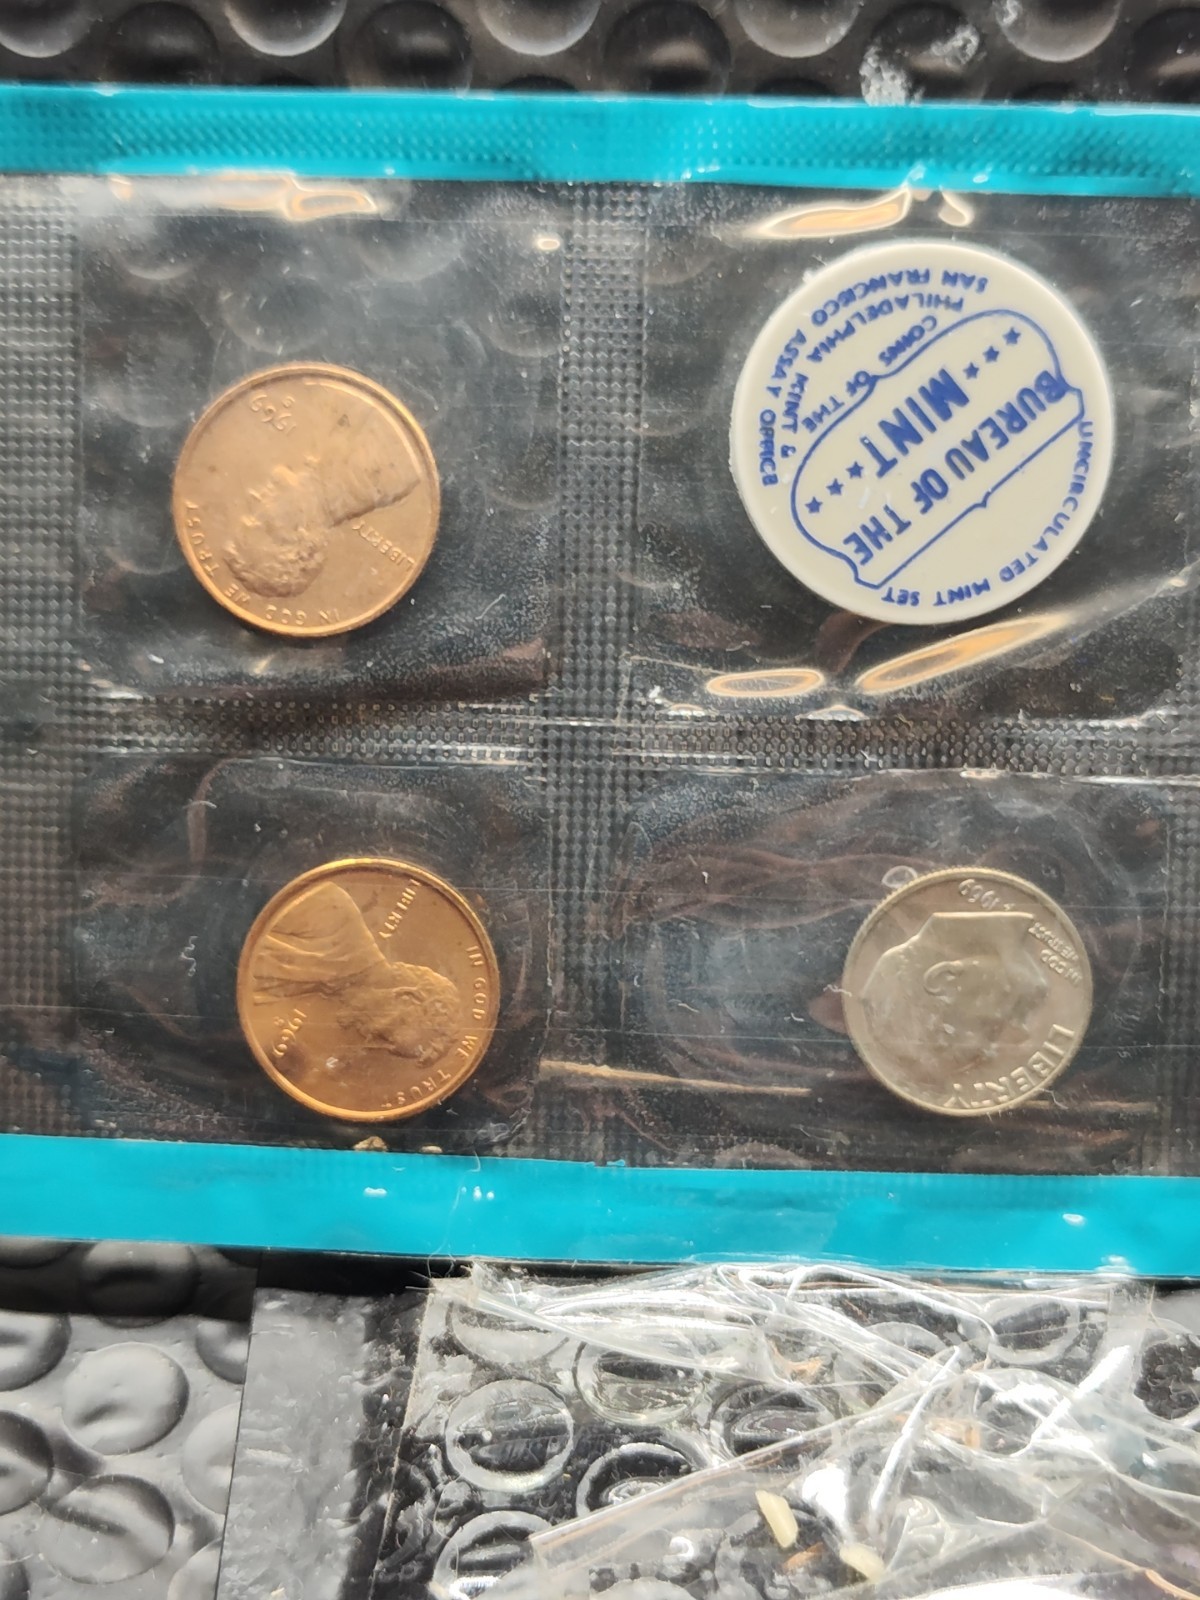 1969
S
LIBERTY
IN GOD WE TRUST
UNCIRCULATED MINT SET
BUREAU OF THE
MINT
COINS OF THE
PHILADELPHIA MINT &
SAN FRANCISCO ASSAY OFFICE
LIBERTY
IN GOD WE TRUST
1969
S
LIBERTY
IN GOD
WE TRUST
1969